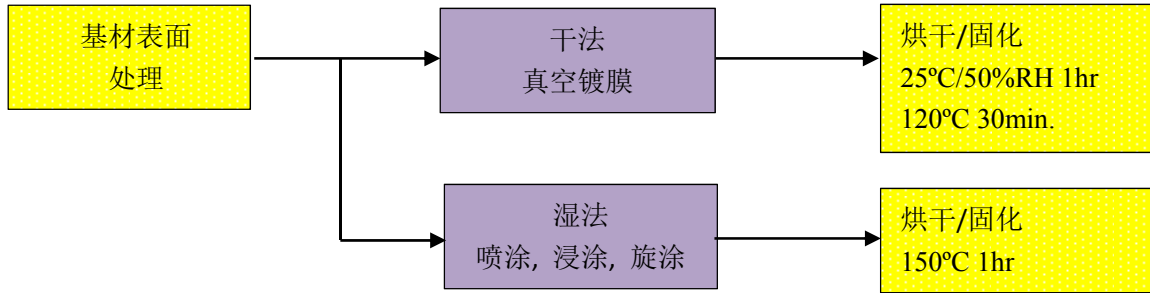 基材表面
处理
干法
真空镀膜
烘干/固化
25ºC/50%RH 1hr
120ºC 30min.
湿法
喷涂, 浸涂, 旋涂
烘干/固化
150ºC 1hr